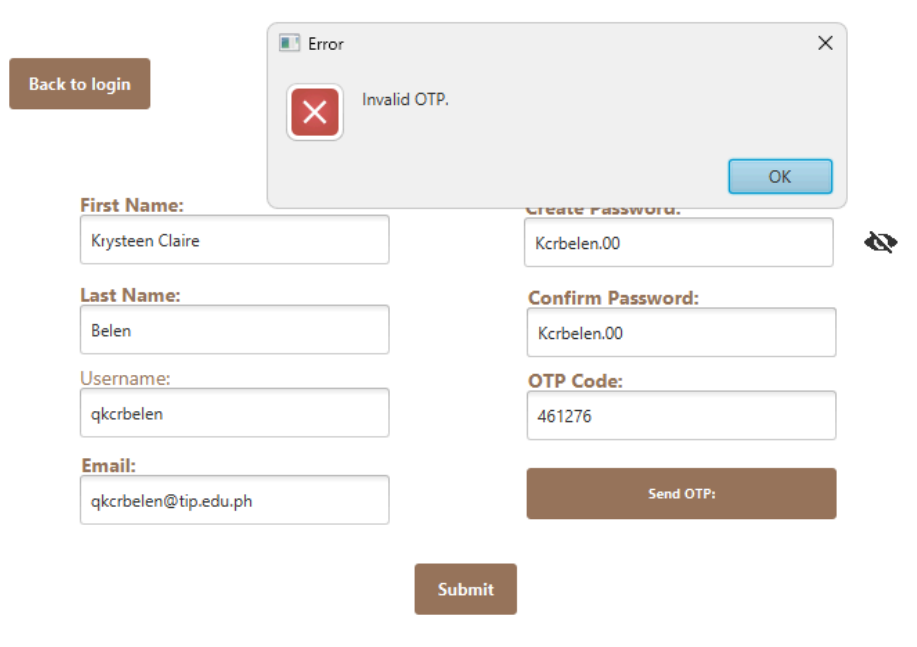 Error
Invalid OTP.
OK
Back to login
First Name:
Krysteen Claire
Last Name:
Belen
Username:
qkcrbelen
Email:
qkcrbelen@tip.edu.ph
Create Password:
Kcrbelen.00
Confirm Password:
Kcrbelen.00
OTP Code:
461276
Send OTP:
Submit